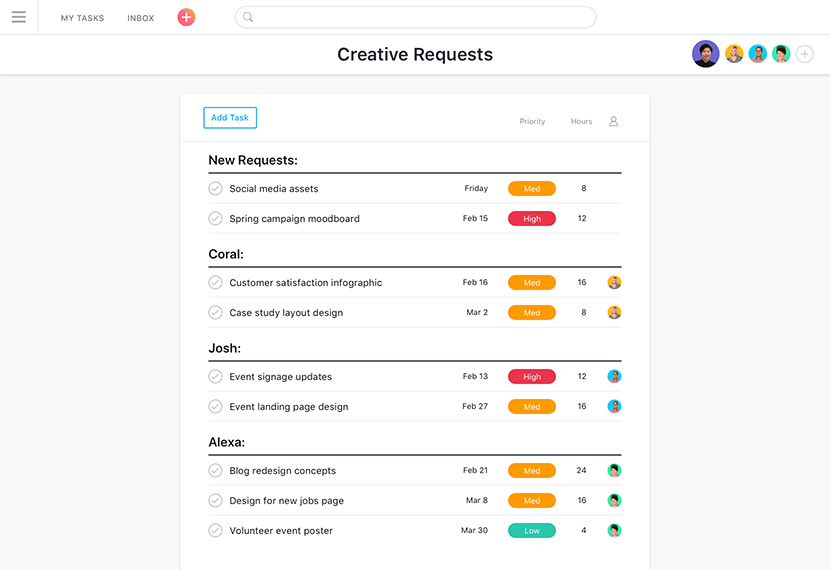 MY TASKS INBOX
Creative Requests
Add Task Priority Hours
New Requests:
Social media assets Friday Med 8
Spring campaign moodboard Feb 15 High 12
Coral:
Customer satisfaction infographic Feb 16 Med 16
Case study layout design Mar 2 Med 8
Josh:
Event signage updates Feb 13 High 12
Event landing page design Feb 27 Med 16
Alexa:
Blog redesign concepts Feb 21 Med 24
Design for new jobs page Mar 8 Med 16
Volunteer event poster Mar 30 Low 4